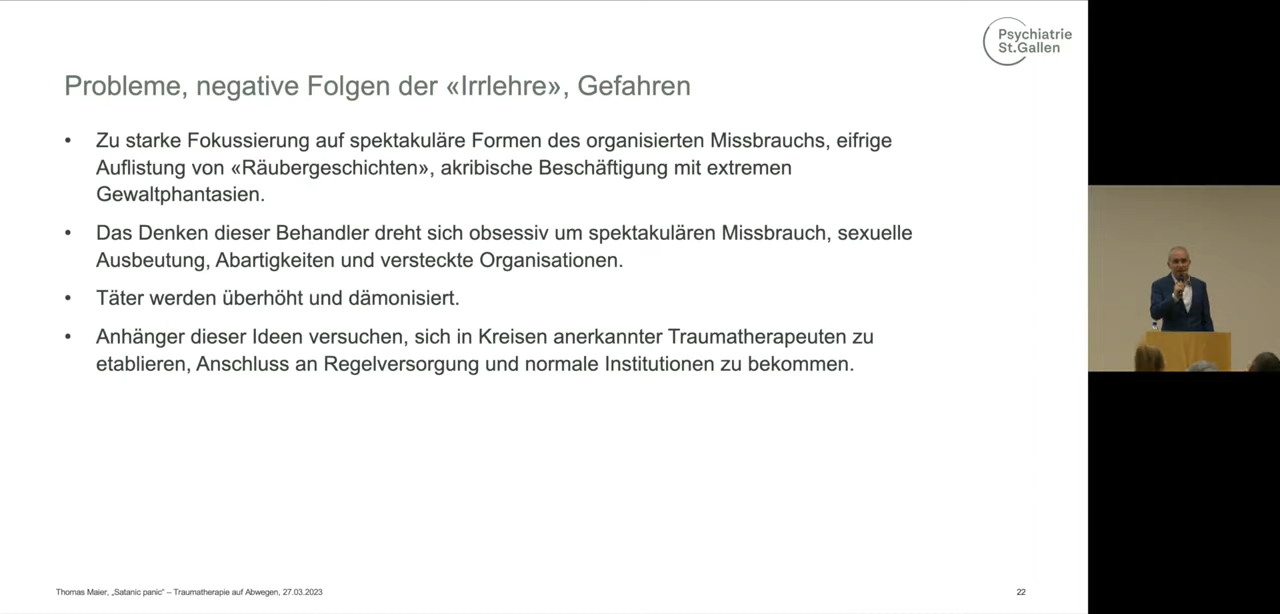 Psychiatrie
St.Gallen
Probleme, negative Folgen der «Irrlehre», Gefahren
• Zu starke Fokussierung auf spektakuläre Formen des organisierten Missbrauchs, eifrige
Auflistung von «Räubergeschichten», akribische Beschäftigung mit extremen
Gewaltphantasien.
• Das Denken dieser Behandler dreht sich obsessiv um spektakulären Missbrauch, sexuelle
Ausbeutung, Abartigkeiten und versteckte Organisationen.
• Täter werden überhöht und dämonisiert.
• Anhänger dieser Ideen versuchen, sich in Kreisen anerkannter Traumatherapeuten zu
etablieren, Anschluss an Regelversorgung und normale Institutionen zu bekommen.
Thomas Maier, „Satanic panic" – Traumatherapie auf Abwegen, 27.03.2023
22